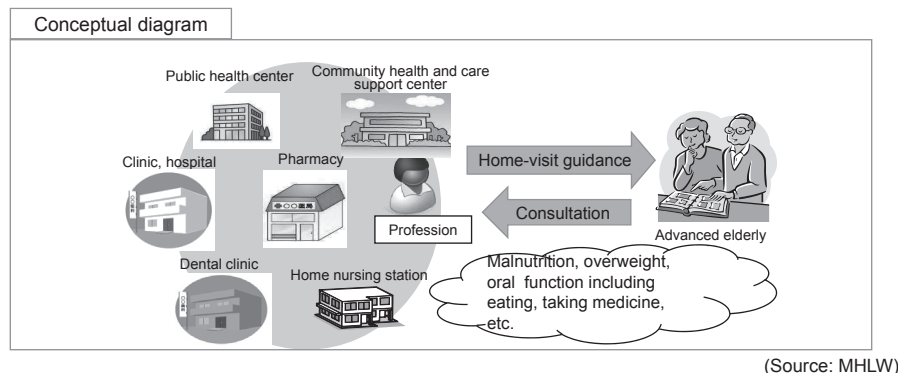 Conceptual diagram
Public health center
Community health and care
support center
Clinic, hospital
Pharmacy
Home-visit guidance
Consultation
Profession
Advanced elderly
Dental clinic
Home nursing station
Malnutrition, overweight,
oral function including
eating, taking medicine,
etc.
(Source: MHLW)